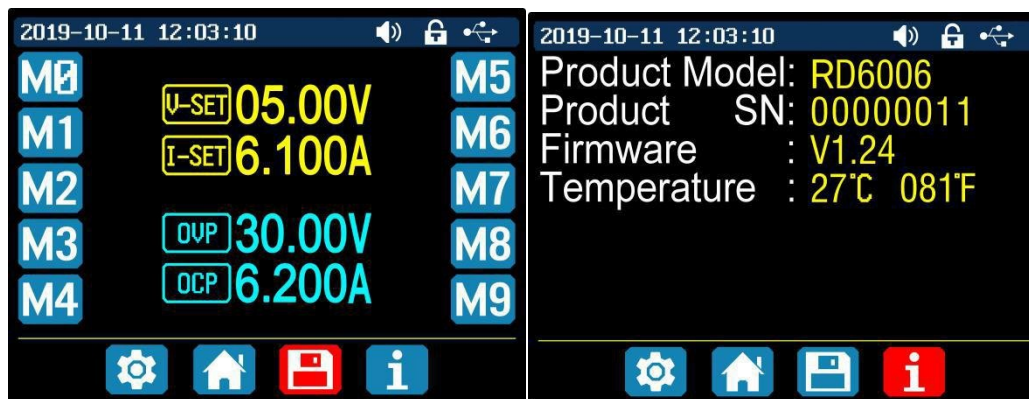 2019-10-11 12:03:10
M0
M1
M2
M3
M4
V-SET 05.00V
I-SET 6.100A
OVP 30.00V
OCP 6.200A
M5
M6
M7
M8
M9
i
2019-10-11 12:03:10
Product Model: RD6006
Product SN: 00000011
Firmware : V1.24
Temperature : 27℃ 081℉
i